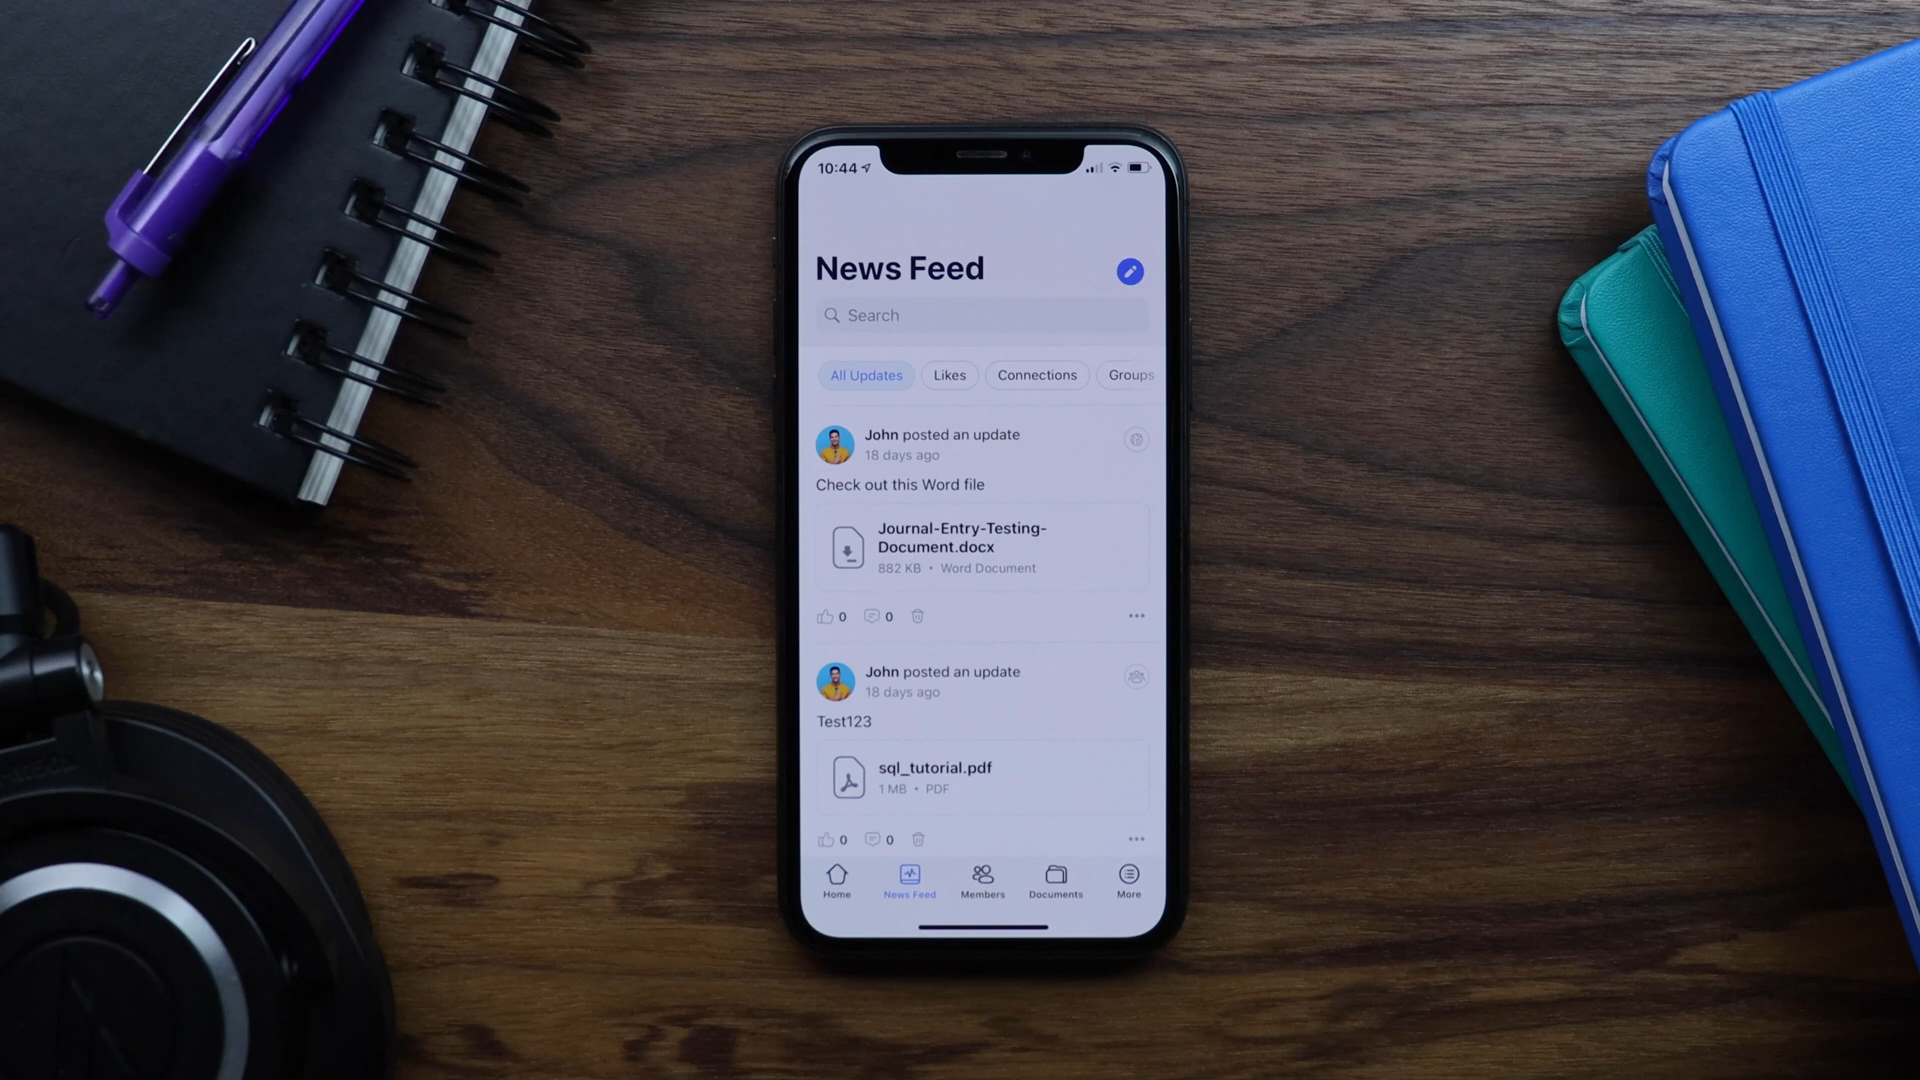 10:44
News Feed
Search
All Updates
Likes
Connections
Groups
John posted an update
18 days ago
Check out this Word file
Journal-Entry-Testing-
Document.docx
882 KB • Word Document
0
0
John posted an update
18 days ago
Test123
sql_tutorial.pdf
1 MB • PDF
0
0
Home
News Feed
Members
Documents
More